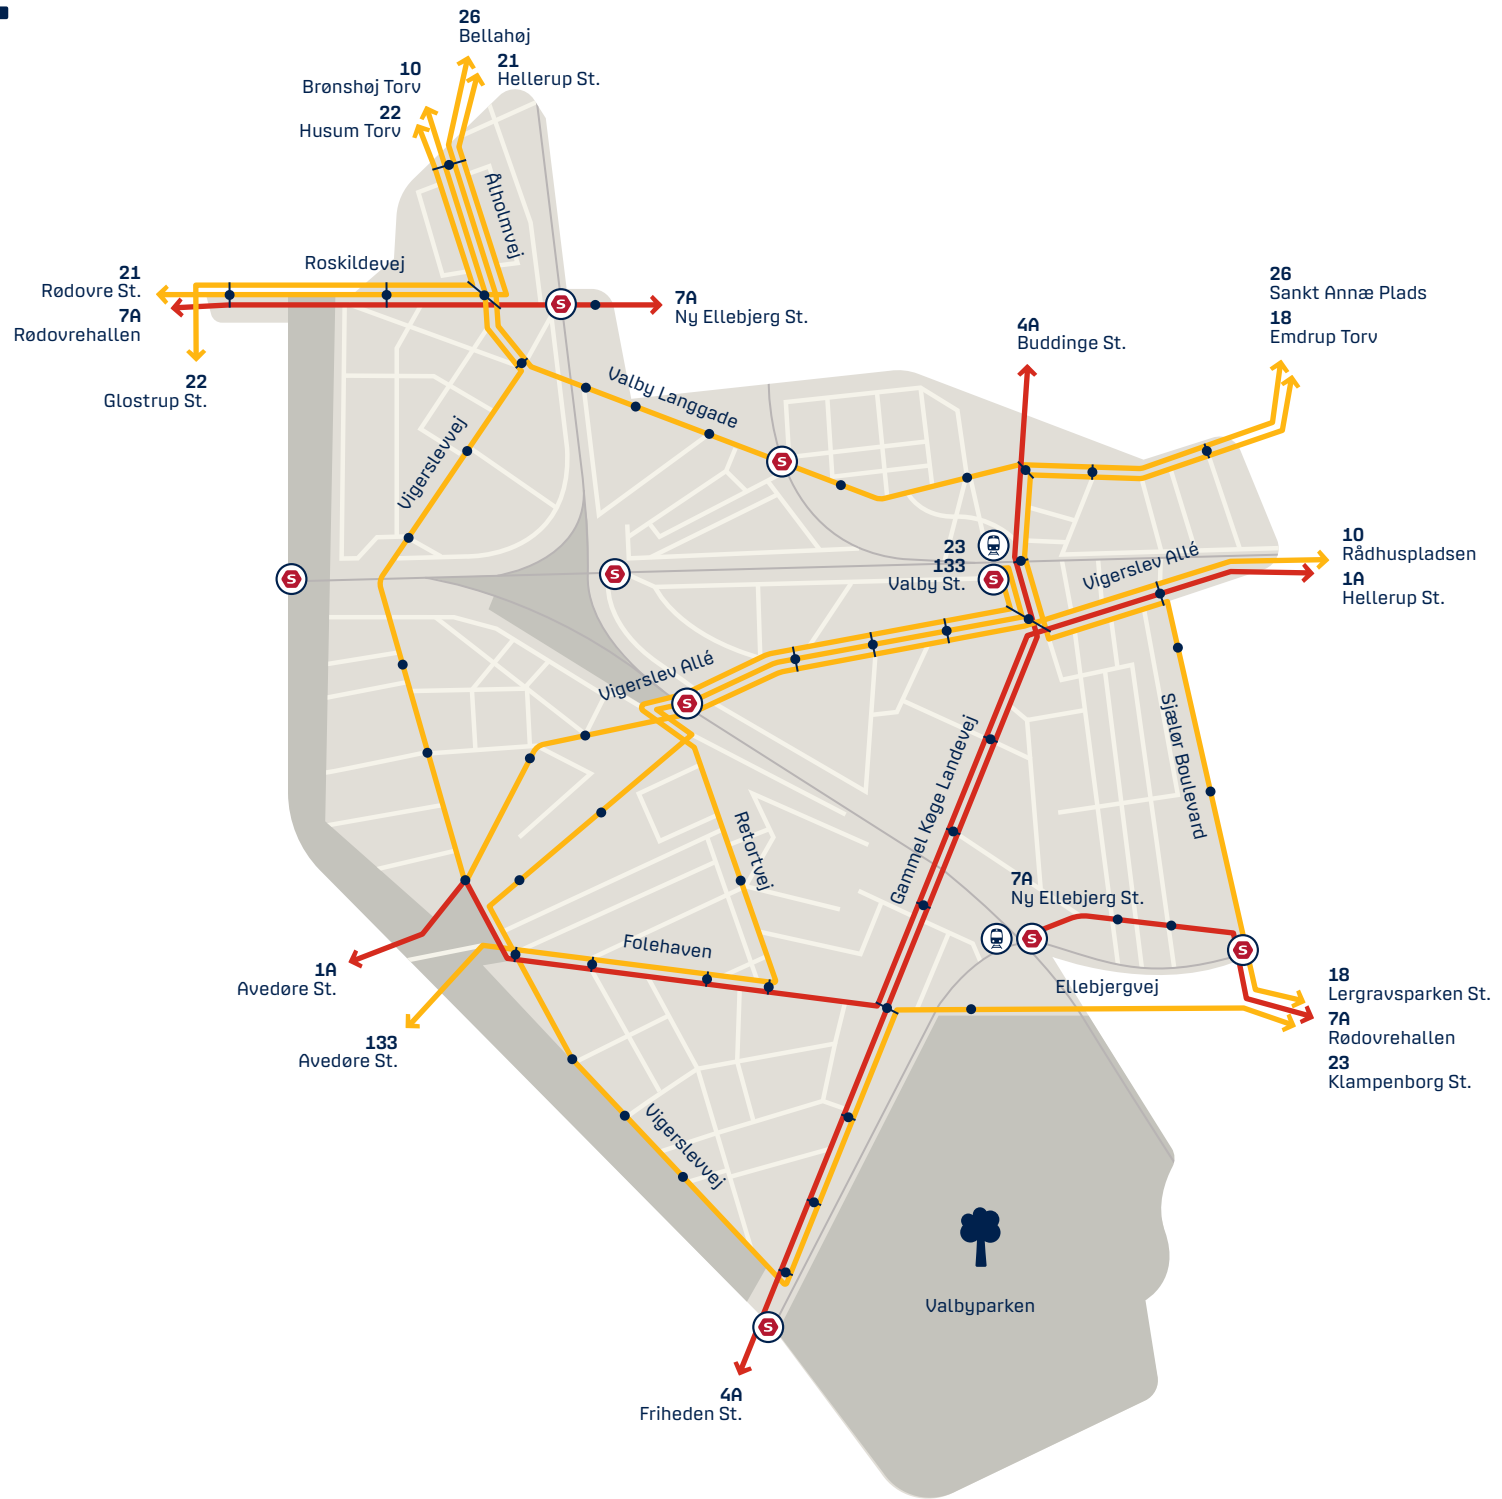 26
Bellahøj
21
Hellerup St.
10
Brønshøj Torv
22
Husum Torv
Ålholmvej
Roskildevej
21
Rødovre St.
7A
Rødovrehallen
22
Glostrup St.
S
7A
Ny Ellebjerg St.
26
Sankt Annæ Plads
18
Emdrup Torv
4A
Buddinge St.
Valby Langgade
Vigerslevvej
S
10
Rådhuspladsen
1A
Hellerup St.
23
133
Valby St.
S
S
S
Vigerslev Allé
Vigerslev Allé
S
Sjælør Boulevard
Gammel Køge Landevej
Retortvej
7A
Ny Ellebjerg St.
S
S
Folehaven
1A
Avedøre St.
133
Avedøre St.
Ellebjergvej
18
Lergravsparken St.
7A
Rødovrehallen
23
Klampenborg St.
Vigerslevvej
Valbyparken
S
4A
Friheden St.